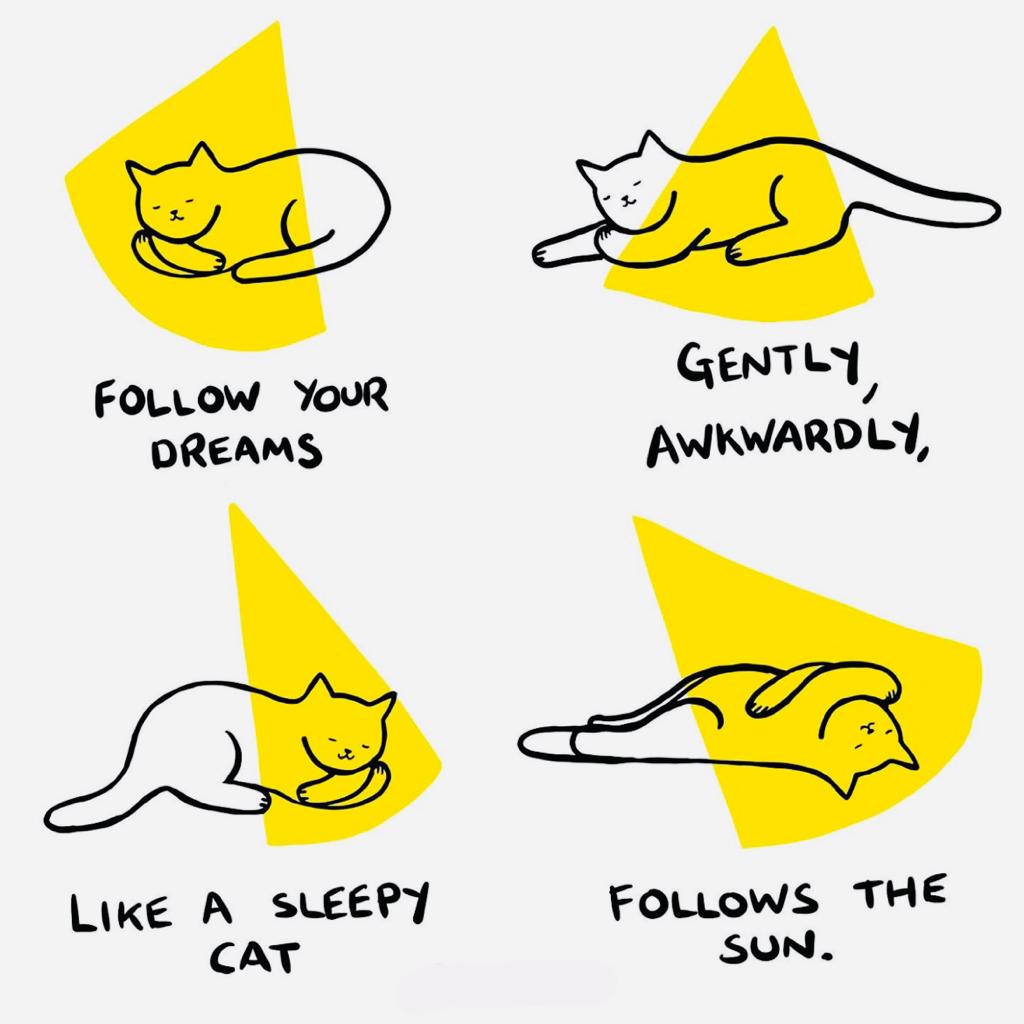 FOLLOW YOUR
DREAMS
GENTLY,
AWKWARDLY,
LIKE A SLEEPY
CAT
FOLLOWS THE
SUN.